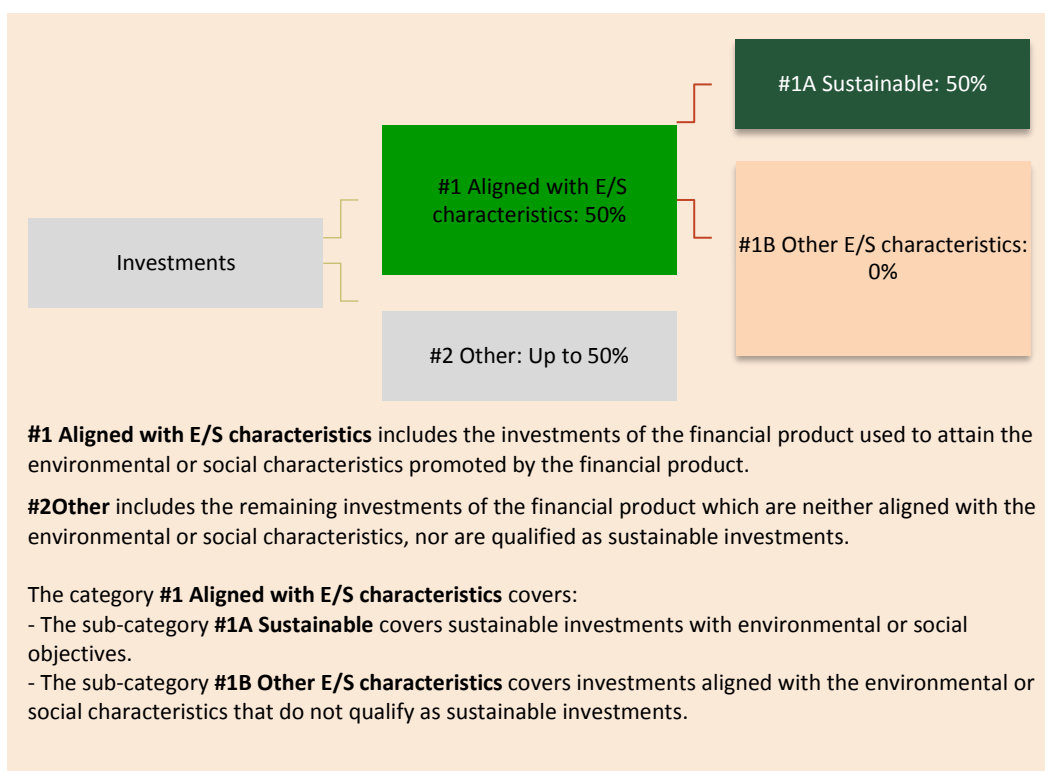 #1A Sustainable: 50%
#1 Aligned with E/S
characteristics: 50%
#1B Other E/S characteristics:
0%
Investments
#2 Other: Up to 50%
#1 Aligned with E/S characteristics includes the investments of the financial product used to attain the
environmental or social characteristics promoted by the financial product.
#2Other includes the remaining investments of the financial product which are neither aligned with the
environmental or social characteristics, nor are qualified as sustainable investments.
The category #1 Aligned with E/S characteristics covers:
- The sub-category #1A Sustainable covers sustainable investments with environmental or social
objectives.
- The sub-category #1B Other E/S characteristics covers investments aligned with the environmental or
social characteristics that do not qualify as sustainable investments.